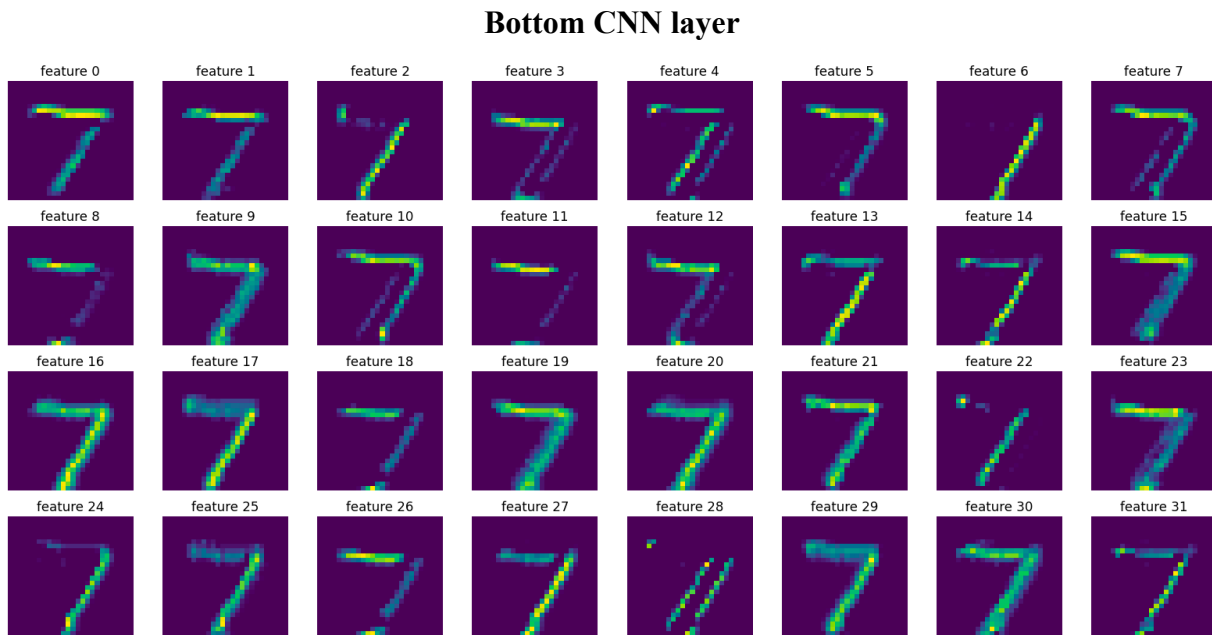 Bottom CNN layer
feature 0 feature 1 feature 2 feature 3 feature 4 feature 5 feature 6 feature 7
feature 8 feature 9 feature 10 feature 11 feature 12 feature 13 feature 14 feature 15
feature 16 feature 17 feature 18 feature 19 feature 20 feature 21 feature 22 feature 23
feature 24 feature 25 feature 26 feature 27 feature 28 feature 29 feature 30 feature 31